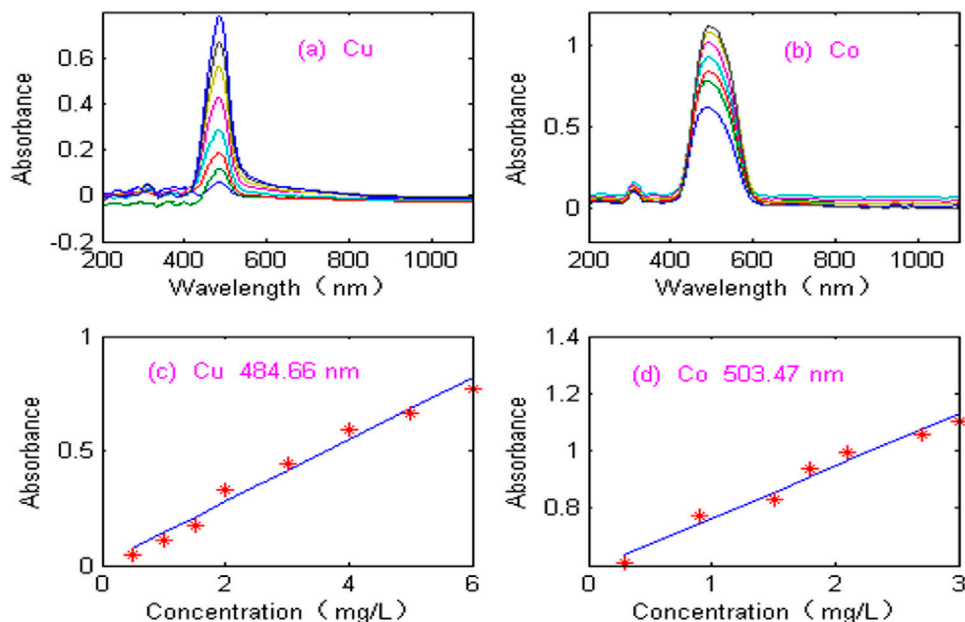 (a) Cu
Absorbance
0.6
0.4
0.2
0
-0.2
200 400 600 800 1000
Wavelength ( nm )
(b) Co
Absorbance
1
0.5
0
200 400 600 800 1000
Wavelength ( nm )
(c) Cu 484.66 nm
Absorbance
1
0.5
0
0 2 4 6
Concentration ( mg/L )
(d) Co 503.47 nm
Absorbance
1.4
1.2
1
0.8
0 1 2 3
Concentration ( mg/L )